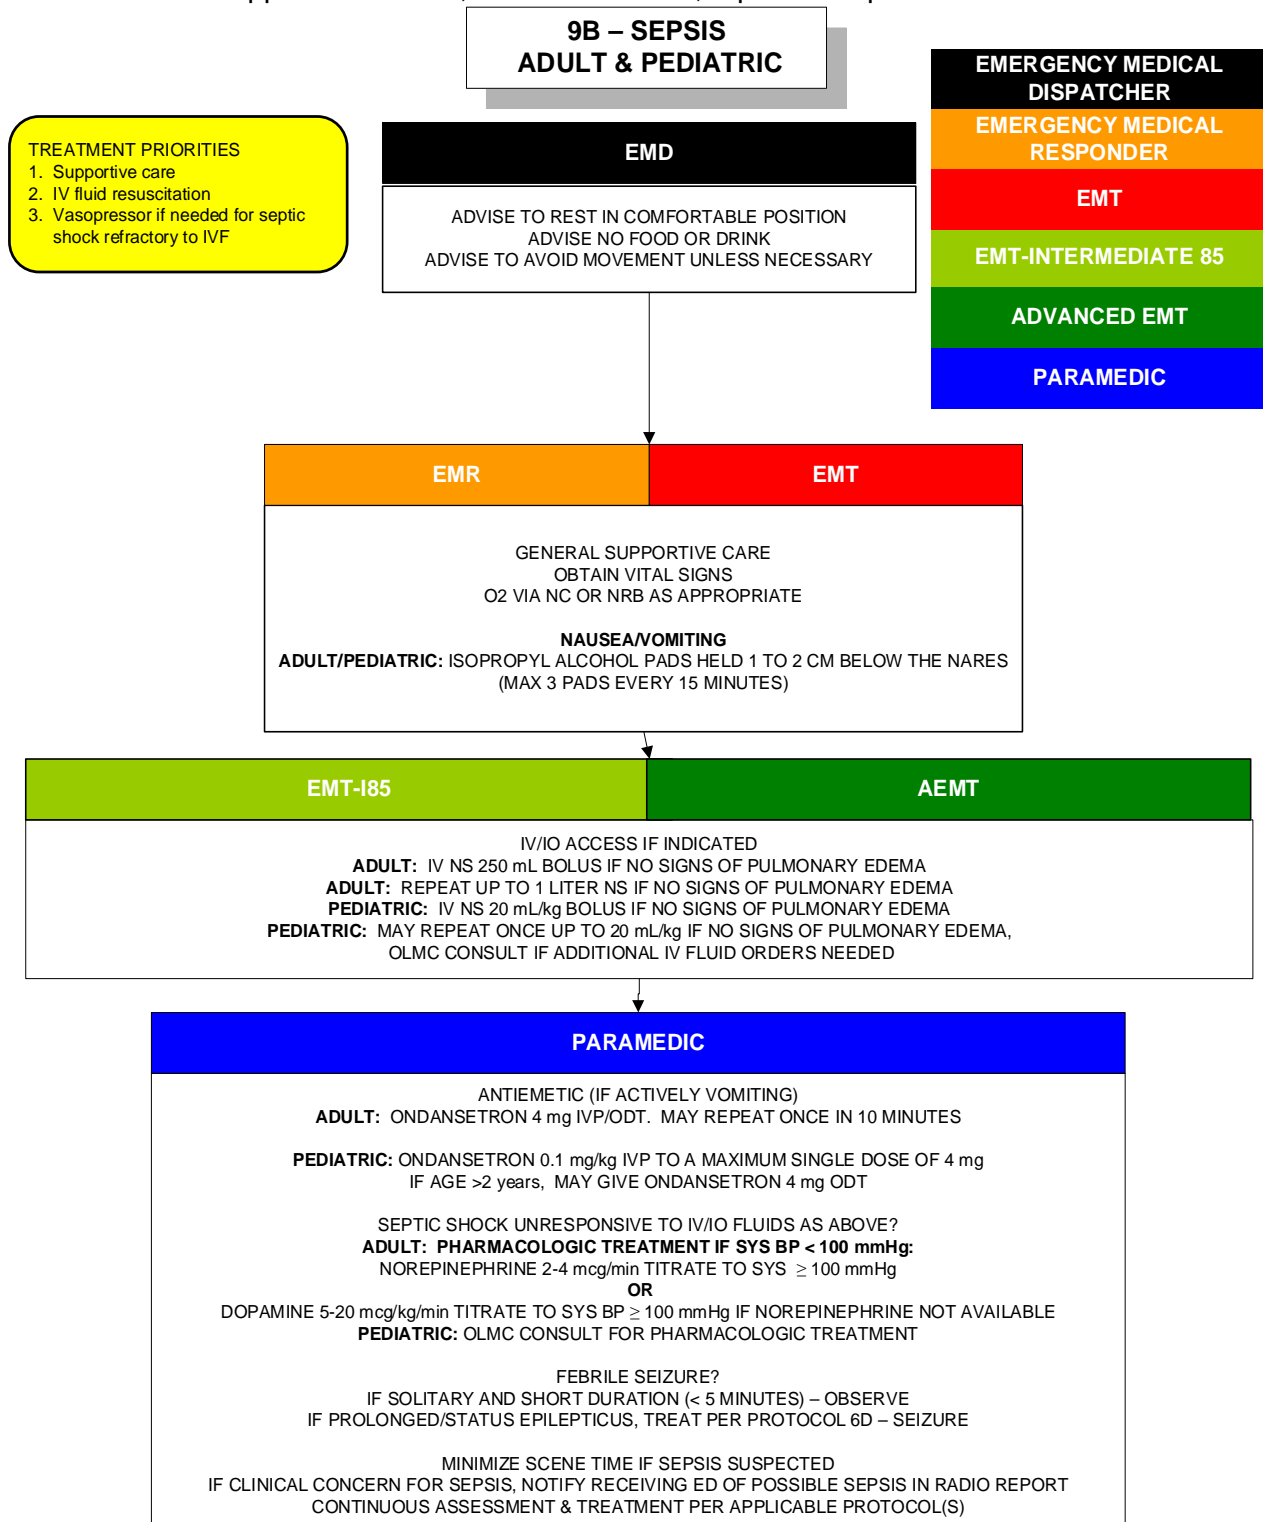 9B – SEPSIS
ADULT & PEDIATRIC
EMERGENCY MEDICAL
DISPATCHER
EMERGENCY MEDICAL
RESPONDER
EMT
EMT-INTERMEDIATE 85
ADVANCED EMT
PARAMEDIC
TREATMENT PRIORITIES
1. Supportive care
2. IV fluid resuscitation
3. Vasopressor if needed for septic
shock refractory to IVF
EMD
ADVISE TO REST IN COMFORTABLE POSITION
ADVISE NO FOOD OR DRINK
ADVISE TO AVOID MOVEMENT UNLESS NECESSARY
EMR
EMT
GENERAL SUPPORTIVE CARE
OBTAIN VITAL SIGNS
O2 VIA NC OR NRB AS APPROPRIATE
NAUSEA/VOMITING
ADULT/PEDIATRIC: ISOPROPYL ALCOHOL PADS HELD 1 TO 2 CM BELOW THE NARES
(MAX 3 PADS EVERY 15 MINUTES)
EMT-I85
AEMT
IV/IO ACCESS IF INDICATED
ADULT: IV NS 250 mL BOLUS IF NO SIGNS OF PULMONARY EDEMA
ADULT: REPEAT UP TO 1 LITER NS IF NO SIGNS OF PULMONARY EDEMA
PEDIATRIC: IV NS 20 mL/kg BOLUS IF NO SIGNS OF PULMONARY EDEMA
PEDIATRIC: MAY REPEAT ONCE UP TO 20 mL/kg IF NO SIGNS OF PULMONARY EDEMA,
OLMC CONSULT IF ADDITIONAL IV FLUID ORDERS NEEDED
PARAMEDIC
ANTIEMETIC (IF ACTIVELY VOMITING)
ADULT: ONDANSETRON 4 mg IVP/ODT. MAY REPEAT ONCE IN 10 MINUTES
PEDIATRIC: ONDANSETRON 0.1 mg/kg IVP TO A MAXIMUM SINGLE DOSE OF 4 mg
IF AGE >2 years, MAY GIVE ONDANSETRON 4 mg ODT
SEPTIC SHOCK UNRESPONSIVE TO IV/IO FLUIDS AS ABOVE?
ADULT: PHARMACOLOGIC TREATMENT IF SYS BP < 100 mmHg:
NOREPINEPHRINE 2-4 mcg/min TITRATE TO SYS ≥ 100 mmHg
OR
DOPAMINE 5-20 mcg/kg/min TITRATE TO SYS BP ≥ 100 mmHg IF NOREPINEPHRINE NOT AVAILABLE
PEDIATRIC: OLMC CONSULT FOR PHARMACOLOGIC TREATMENT
FEBRILE SEIZURE?
IF SOLITARY AND SHORT DURATION (< 5 MINUTES) – OBSERVE
IF PROLONGED/STATUS EPILEPTICUS, TREAT PER PROTOCOL 6D – SEIZURE
MINIMIZE SCENE TIME IF SEPSIS SUSPECTED
IF CLINICAL CONCERN FOR SEPSIS, NOTIFY RECEIVING ED OF POSSIBLE SEPSIS IN RADIO REPORT
CONTINUOUS ASSESSMENT & TREATMENT PER APPLICABLE PROTOCOL(S)